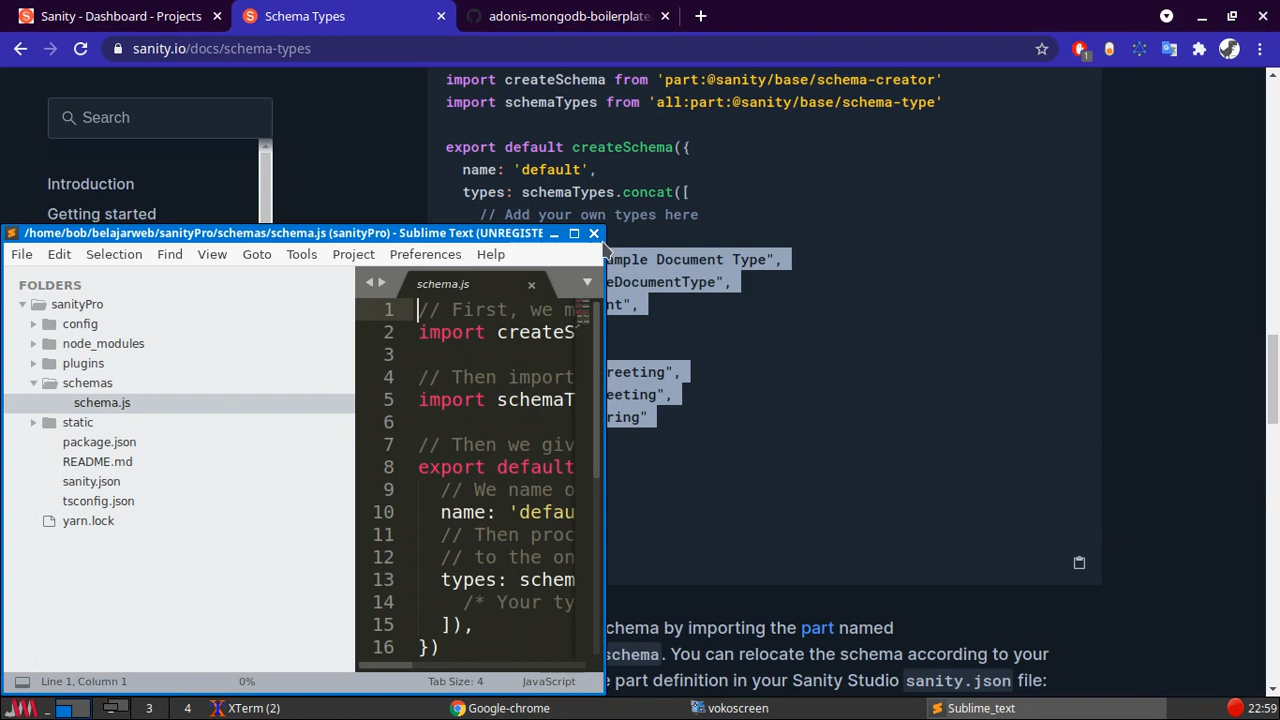 Sanity - Dashboard - Projects
Schema Types
adonis-mongodb-boilerplate
sanity.io/docs/schema-types
1
Search
Introduction
Getting started
import createSchema from 'part:@sanity/base/schema-creator'
import schemaTypes from 'all:part:@sanity/base/schema-type'
export default createSchema({
name: 'default',
types: schemaTypes.concat([
// Add your own types here
ample Document Type",
eDocumentType",
nt",
reeting",
eeting",
ring"
chema by importing the part named
schema. You can relocate the schema according to your
e part definition in your Sanity Studio sanity.json file:
/home/bob/belajarweb/sanityPro/schemas/schema.js (sanityPro) - Sublime Text (UNREGISTE
File Edit Selection Find View Goto Tools Project Preferences Help
FOLDERS
sanityPro
config
node_modules
plugins
schemas
schema.js
static
package.json
README.md
sanity.json
tsconfig.json
yarn.lock
schema.js
1 // First, we m
2 import createS
3
4 // Then import
5 import schemaT
6
7 // Then we giv
8 export default
9 // We name o
10 name: 'defau
11 // Then proc
12 // to the on
13 types: schem
14 /* Your ty
15 ]),
16 })
Line 1, Column 1 0% Tab Size: 4 JavaScript
3 4 XTerm (2) Google-chrome vokoscreen Sublime_text 22:59